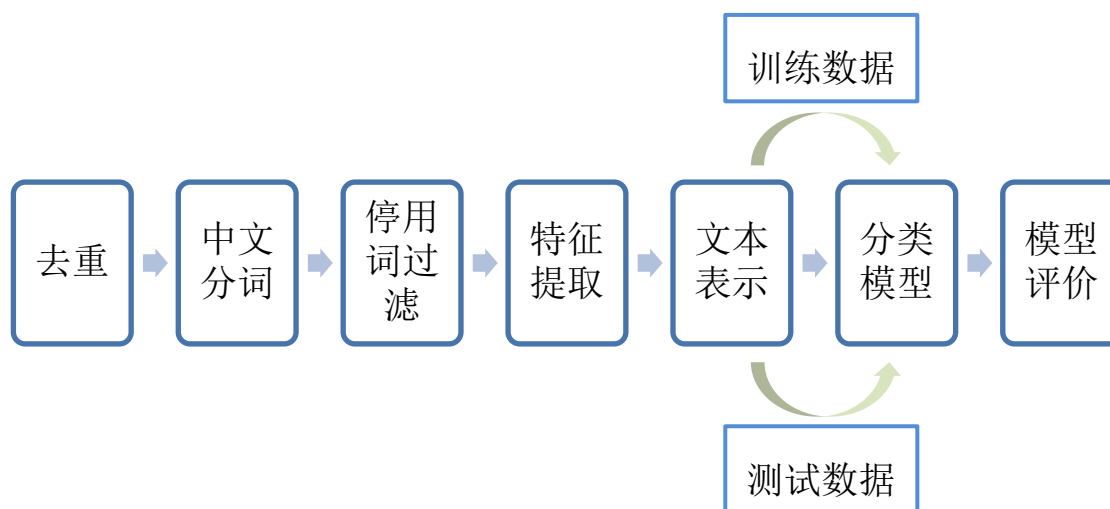 训练数据
去重
中文
分词
停用
词过
滤
特征
提取
文本
表示
分类
模型
模型
评价
测试数据